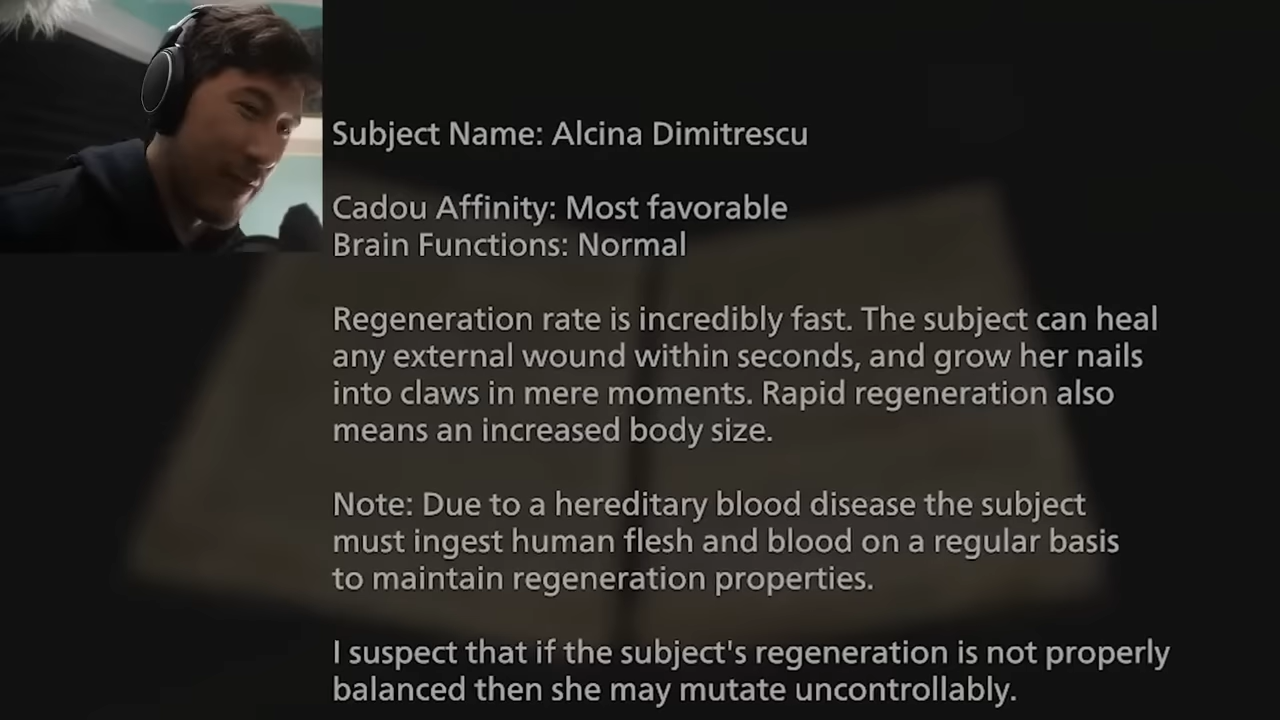 Subject Name: Alcina Dimitrescu
Cadou Affinity: Most favorable
Brain Functions: Normal
Regeneration rate is incredibly fast. The subject can heal
any external wound within seconds, and grow her nails
into claws in mere moments. Rapid regeneration also
means an increased body size.
Note: Due to a hereditary blood disease the subject
must ingest human flesh and blood on a regular basis
to maintain regeneration properties.
I suspect that if the subject's regeneration is not properly
balanced then she may mutate uncontrollably.